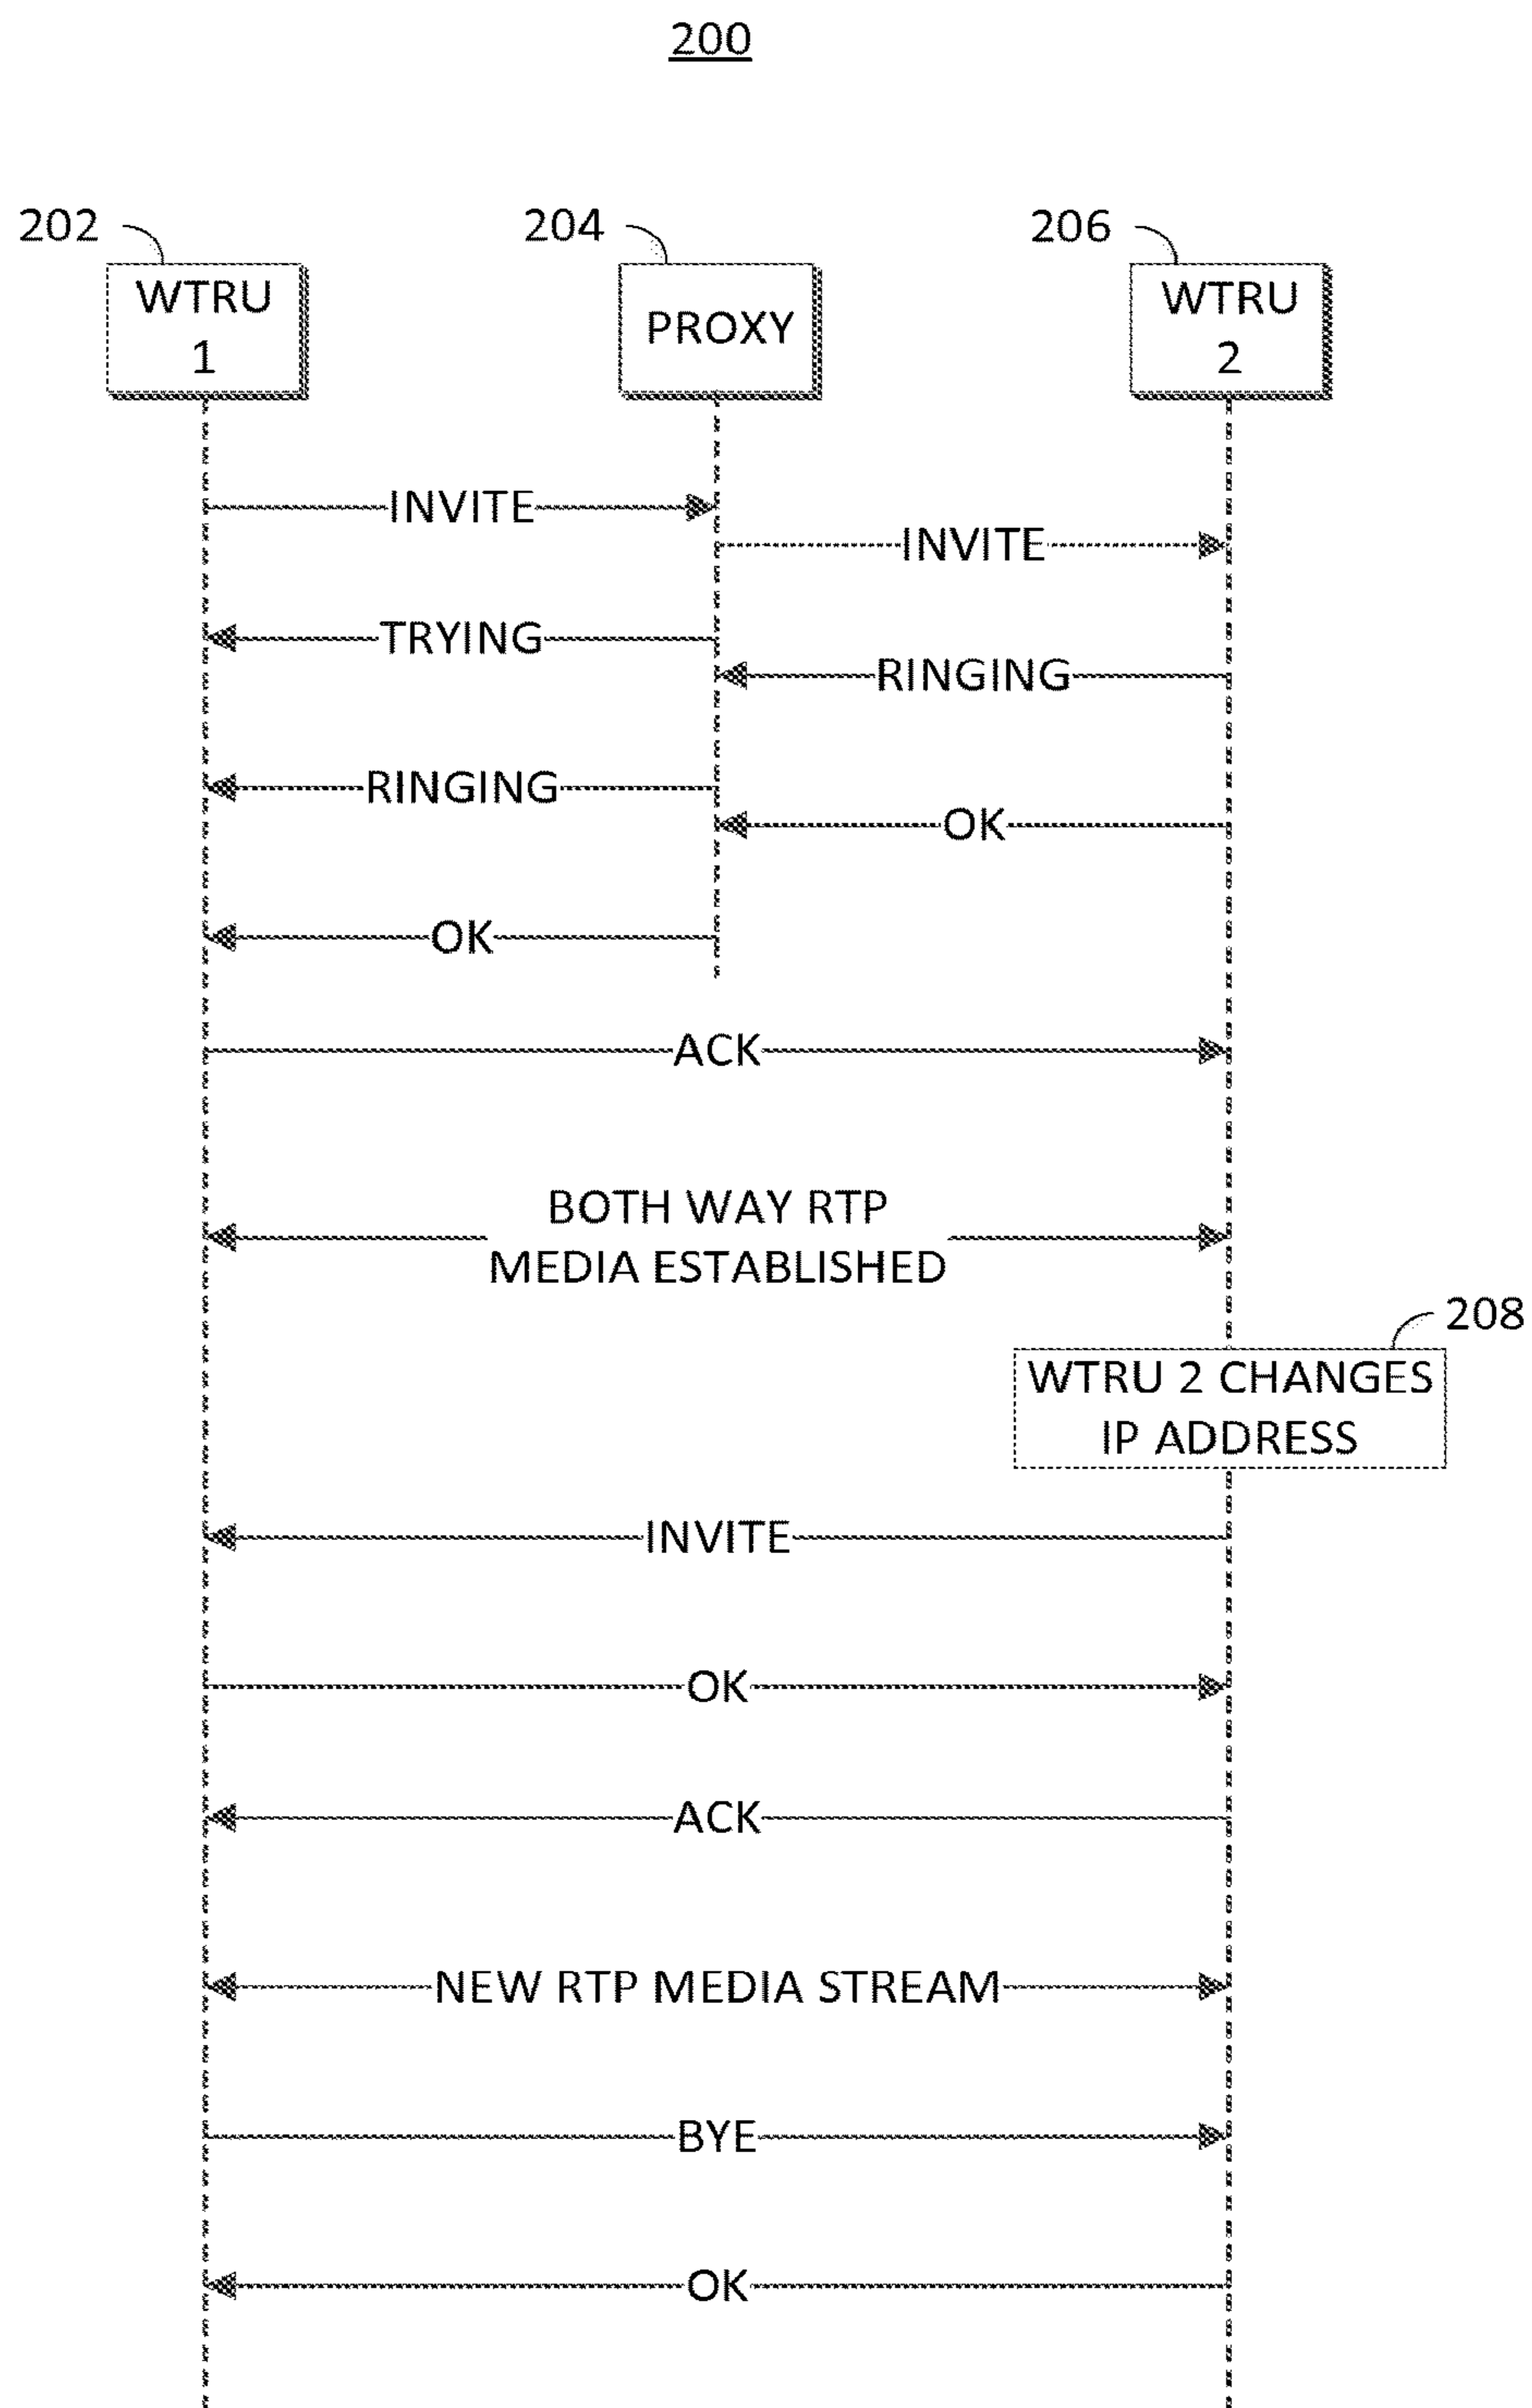 200
202
204
206
WTRU
1
PROXY
WTRU
2
INVITE
INVITE
TRYING
RINGING
RINGING
OK
OK
ACK
BOTH WAY RTP
MEDIA ESTABLISHED
208
WTRU 2 CHANGES
IP ADDRESS
INVITE
OK
ACK
NEW RTP MEDIA STREAM
BYE
OK